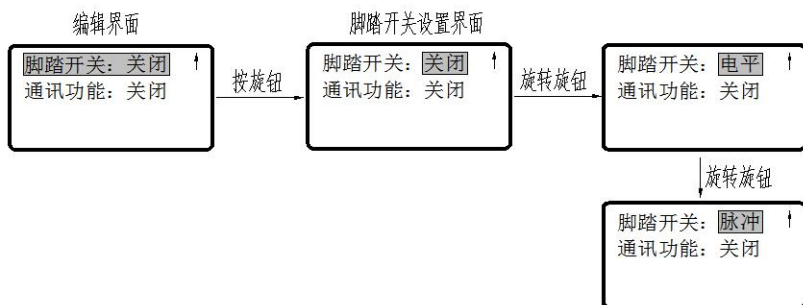 编辑界面
脚踏开关设置界面
脚踏开关：关闭 ↑
通讯功能：关闭
按旋钮
脚踏开关：关闭 ↑
通讯功能：关闭
旋转旋钮
脚踏开关：电平 ↑
通讯功能：关闭
旋转旋钮
脚踏开关：脉冲 ↑
通讯功能：关闭